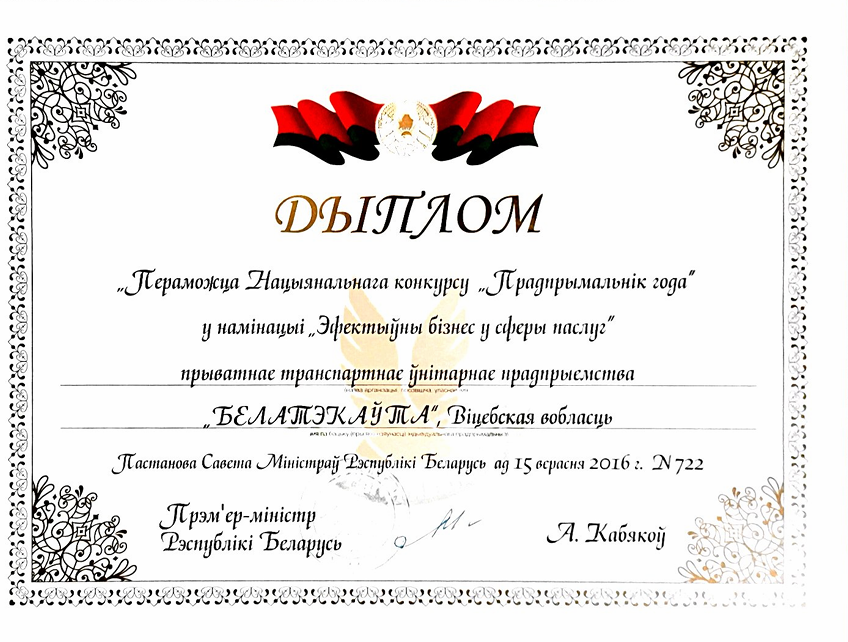 ДЫПЛОМ
„Пераможца Нацыянальнага конкурсу „Прадпрымальнік года"
у намінацыі „Эфектыўны бізнес у сферы паслуг"
прыватнае транспартнае ўнітарнае прадпрыемства
„БЕЛАТЭКАЎТА", Віцебская вобласць
Пастанова Савета Міністраў Рэспублікі Беларусь ад 15 верасня 2016 г. N 722
Прэм'ер-міністр
Рэспублікі Беларусь
А. Кабякоў